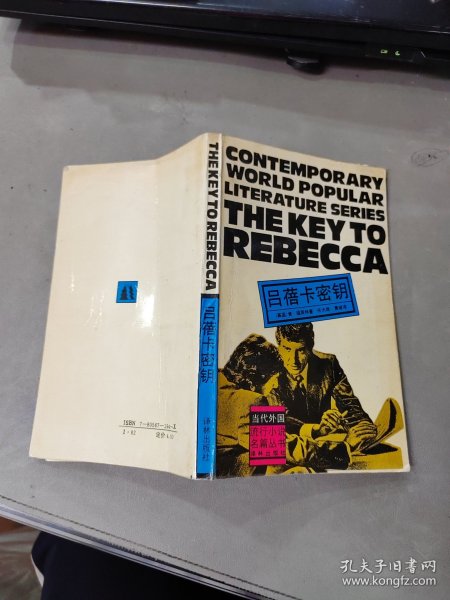 CONTEMPORARY
WORLD POPULAR
LITERATURE SERIES
THE KEY TO
REBECCA
吕蓓卡密钥
当代外国
流行小说
名篇丛书
译林出版社
THE KEY TO REBECCA
吕蓓卡密钥
译林出版社
孔夫子旧书网
www.kongfz.com